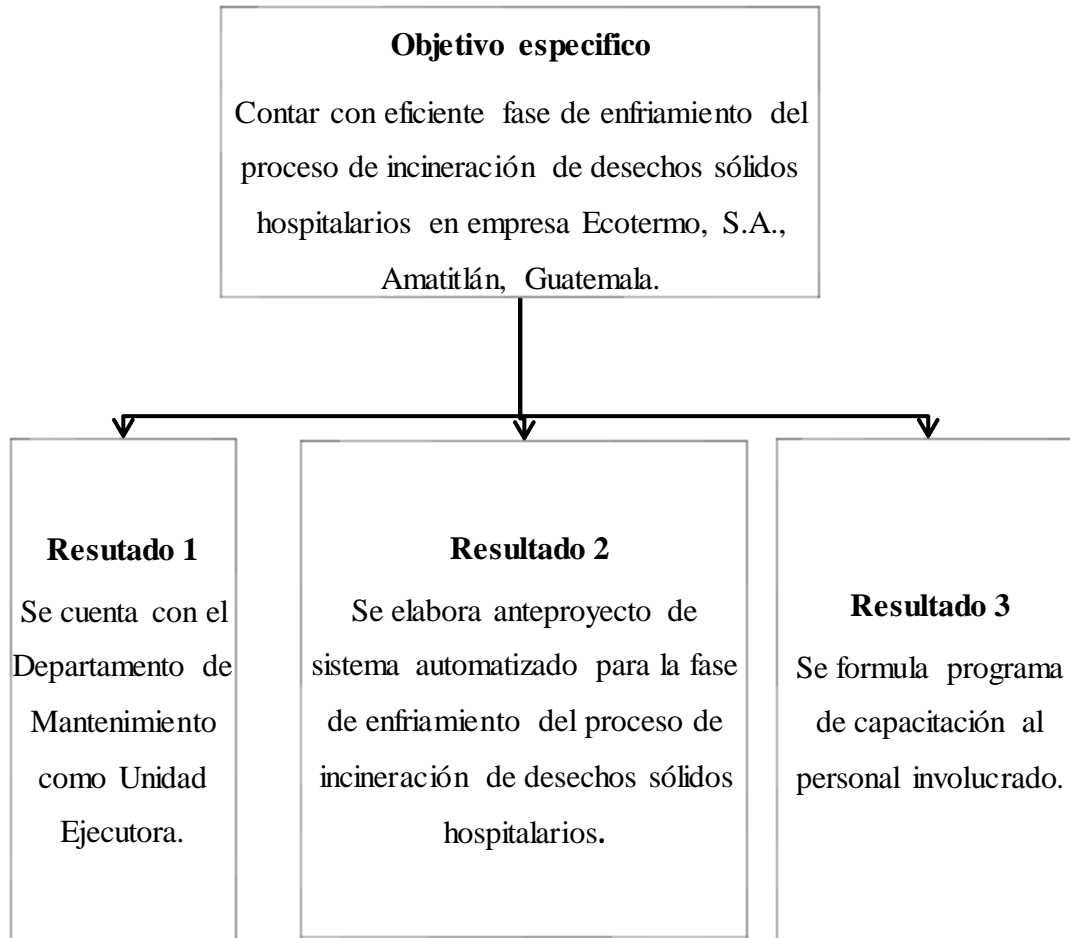 Objetivo especifico
Contar con eficiente fase de enfriamiento del
proceso de incineración de desechos sólidos
hospitalarios en empresa Ecotermo, S.A.,
Amatitlán, Guatemala.
Resutado 1
Se cuenta con el
Departamento de
Mantenimiento
como Unidad
Ejecutora.
Resultado 2
Se elabora anteproyecto de
sistema automatizado para la fase
de enfriamiento del proceso de
incineración de desechos sólidos
hospitalarios.
Resultado 3
Se formula programa
de capacitación al
personal involucrado.